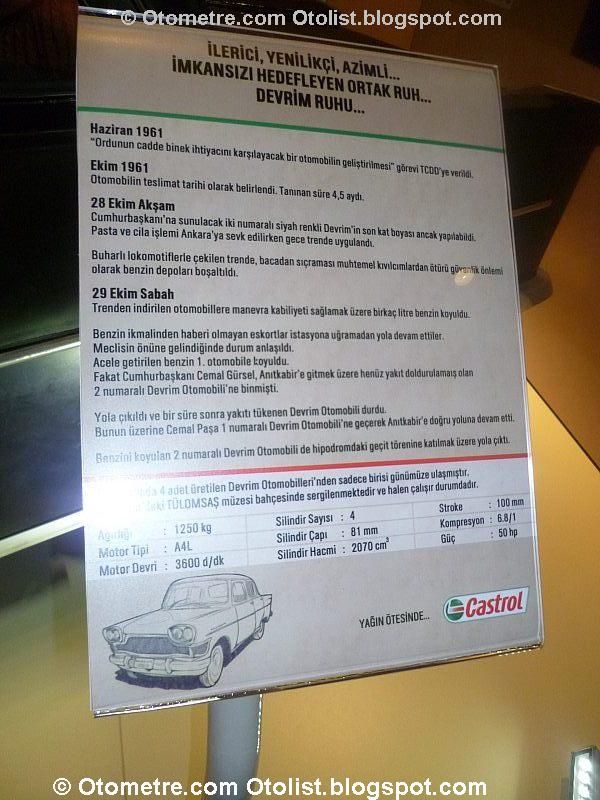 © Otometre.com Otolist.blogspot.com
İLERİCİ, YENİLİKÇİ, AZİMLİ...
İMKANSIZI HEDEFLEYEN ORTAK RUH...
DEVRİM RUHU...
Haziran 1961
"Ordunun cadde binek ihtiyacını karşılayacak bir otomobilin geliştirilmesi" görevi TCDD'ye verildi.
Ekim 1961
Otomobilin teslimat tarihi olarak belirlendi. Tanınan süre 4,5 aydı.
28 Ekim Akşam
Cumhurbaşkanı'na sunulacak iki numaralı siyah renkli Devrim'in son kat boyası ancak yapılabildi.
Pasta ve cila işlemi Ankara'ya sevk edilirken gece trende uygulandı.
Buharlı lokomotiflerle çekilen trende, bacadan sıçraması muhtemel kıvılcımlardan ötürü güvenlik önlemi
olarak benzin depoları boşaltıldı.
29 Ekim Sabah
Trenden indirilen otomobillere manevra kabiliyeti sağlamak üzere birkaç litre benzin koyuldu.
Benzin ikmalinden haberi olmayan eskortlar istasyona uğramadan yola devam ettiler.
Meclisin önüne gelindiğinde durum anlaşıldı.
Acele getirilen benzin 1. otomobile koyuldu.
Fakat Cumhurbaşkanı Cemal Gürsel, Anıtkabir'e gitmek üzere henüz yakıt doldurulamaış olan
2 numaralı Devrim Otomobili'ne binmişti.
Yola çıkıldı ve bir süre sonra yakıtı tükenen Devrim Otomobili durdu.
Bunun üzerine Cemal Paşa 1 numaralı Devrim Otomobili'ne geçerek Anıtkabir'e doğru yoluna devam etti.
Benzini koyulan 2 numaralı Devrim Otomobili de hipodromdaki geçit törenine katılmak üzere yola çıktı.
4 adet üretilen Devrim Otomobilleri'nden sadece birisi günümüze ulaşmıştır.
TÜLOMSAŞ müzesi bahçesinde sergilenmektedir ve halen çalışır durumdadır.
Ağırlığı : 1250 kg Silindir Sayısı : 4 Stroke : 100 mm
Motor Tipi : A4L Silindir Çapı : 81 mm Kompresyon : 6.8/1
Motor Devri : 3600 d/dk Silindir Hacmi : 2070 cm³ Güç : 50 hp
YAĞIN ÖTESİNDE...
Castrol
© Otometre.com Otolist.blogspot.com